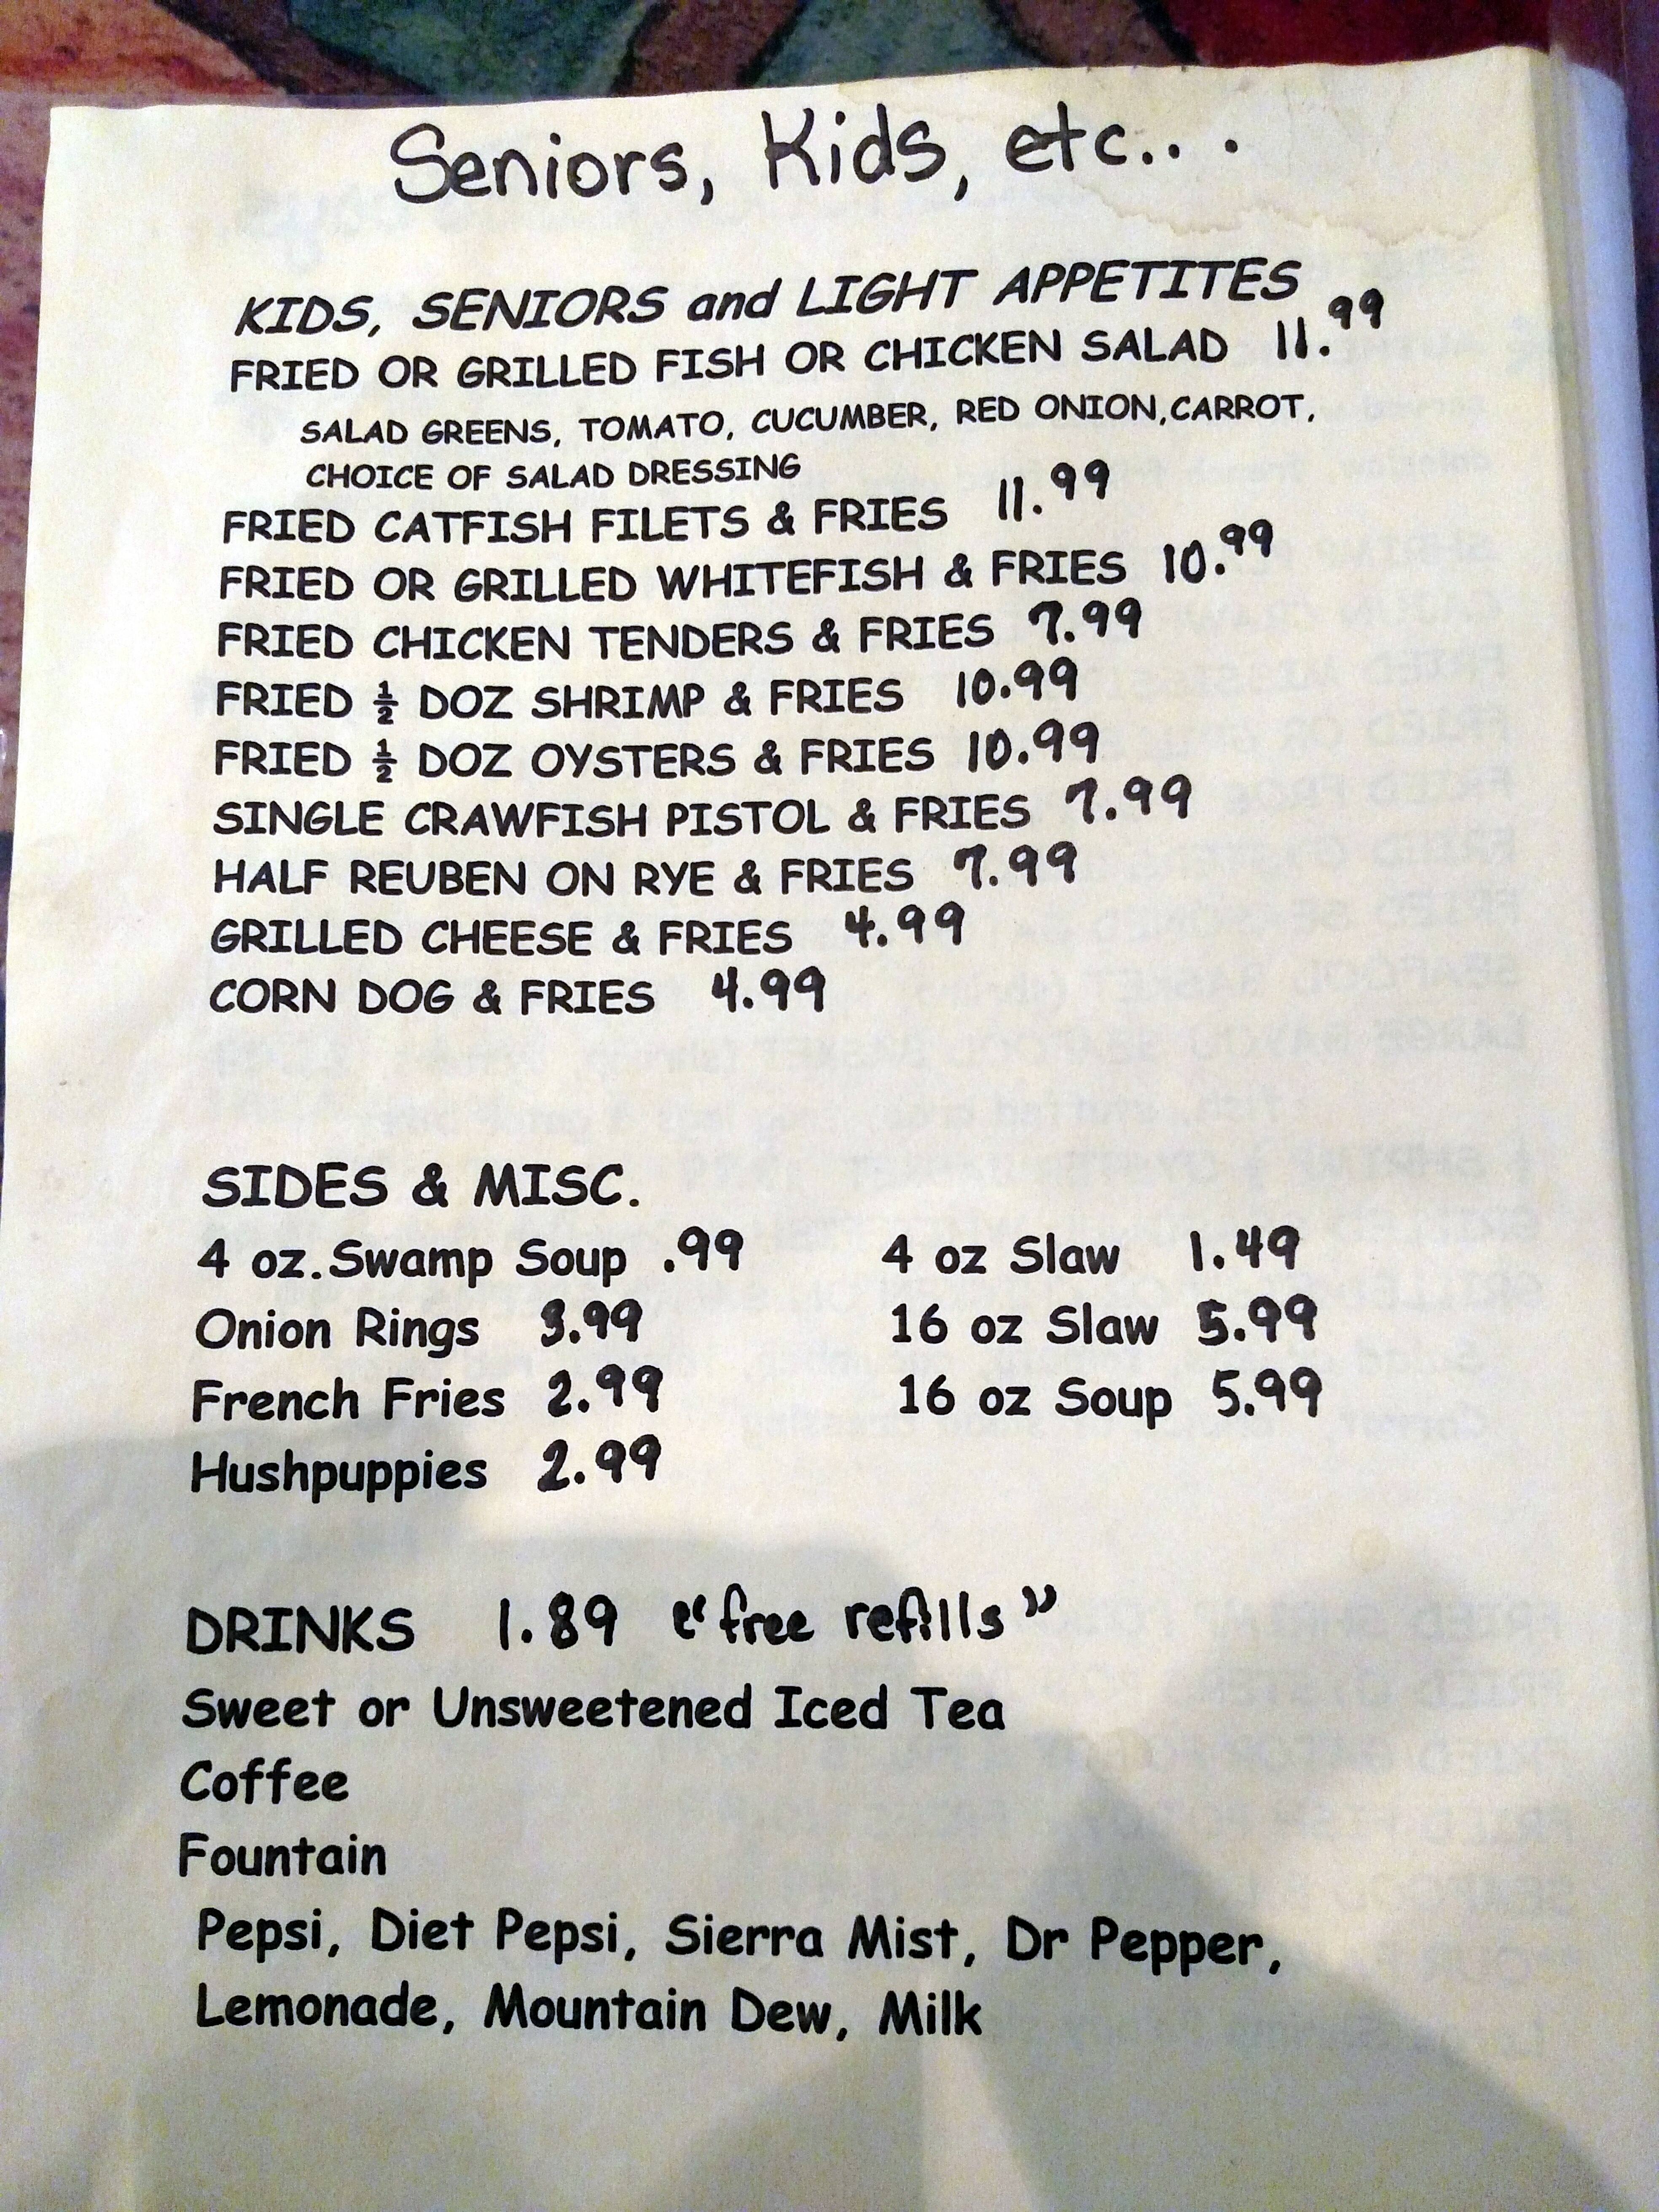 Seniors, Kids, etc...
KIDS, SENIORS and LIGHT APPETITES
FRIED OR GRILLED FISH OR CHICKEN SALAD 11.99
SALAD GREENS, TOMATO, CUCUMBER, RED ONION,CARROT,
CHOICE OF SALAD DRESSING
FRIED CATFISH FILETS & FRIES 11.99
FRIED OR GRILLED WHITEFISH & FRIES 10.99
FRIED CHICKEN TENDERS & FRIES 7.99
FRIED ½ DOZ SHRIMP & FRIES 10.99
FRIED ½ DOZ OYSTERS & FRIES 10.99
SINGLE CRAWFISH PISTOL & FRIES 7.99
HALF REUBEN ON RYE & FRIES 7.99
GRILLED CHEESE & FRIES 4.99
CORN DOG & FRIES 4.99
SIDES & MISC.
4 oz.Swamp Soup .99 4 oz Slaw 1.49
Onion Rings 3.99 16 oz Slaw 5.99
French Fries 2.99 16 oz Soup 5.99
Hushpuppies 2.99
DRINKS 1.89 "free refills"
Sweet or Unsweetened Iced Tea
Coffee
Fountain
Pepsi, Diet Pepsi, Sierra Mist, Dr Pepper,
Lemonade, Mountain Dew, Milk